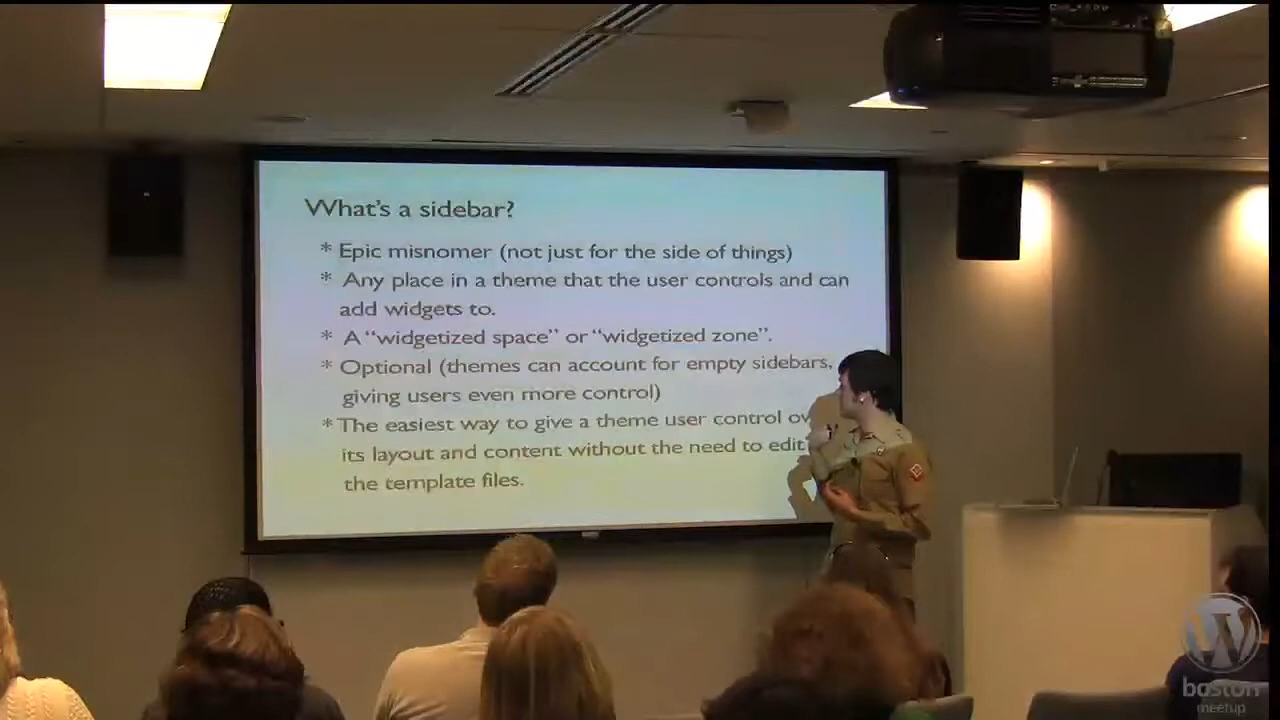 What's a sidebar?
* Epic misnomer (not just for the side of things)
* Any place in a theme that the user controls and can
add widgets to.
* A "widgetized space" or "widgetized zone".
* Optional (themes can account for empty sidebars,
giving users even more control)
* The easiest way to give a theme user control
its layout and content without the need to edit
the template files.
boston
meetup